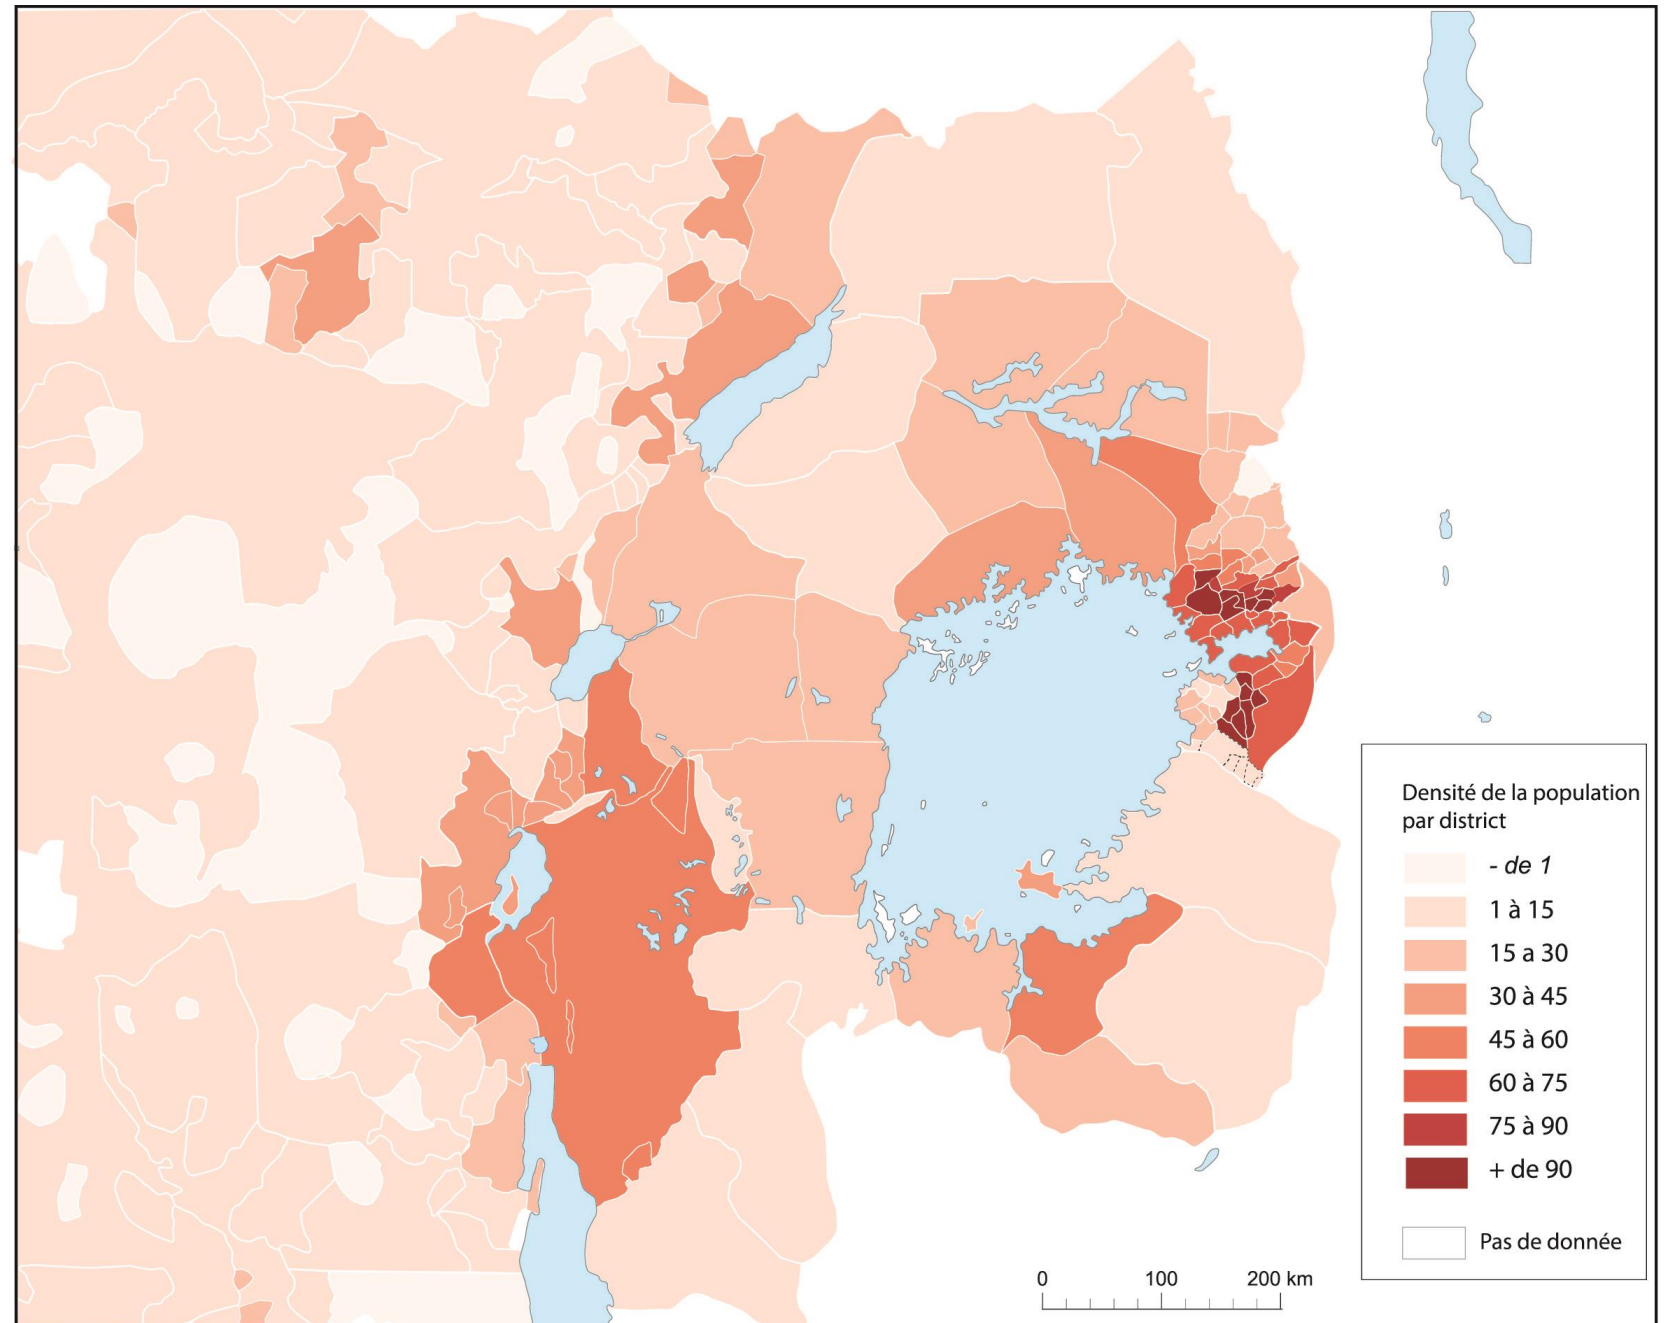 Densité de la population
par district
- de 1
1 à 15
15 a 30
30 à 45
45 à 60
60 à 75
75 à 90
+ de 90
Pas de donnée
0 100 200 km